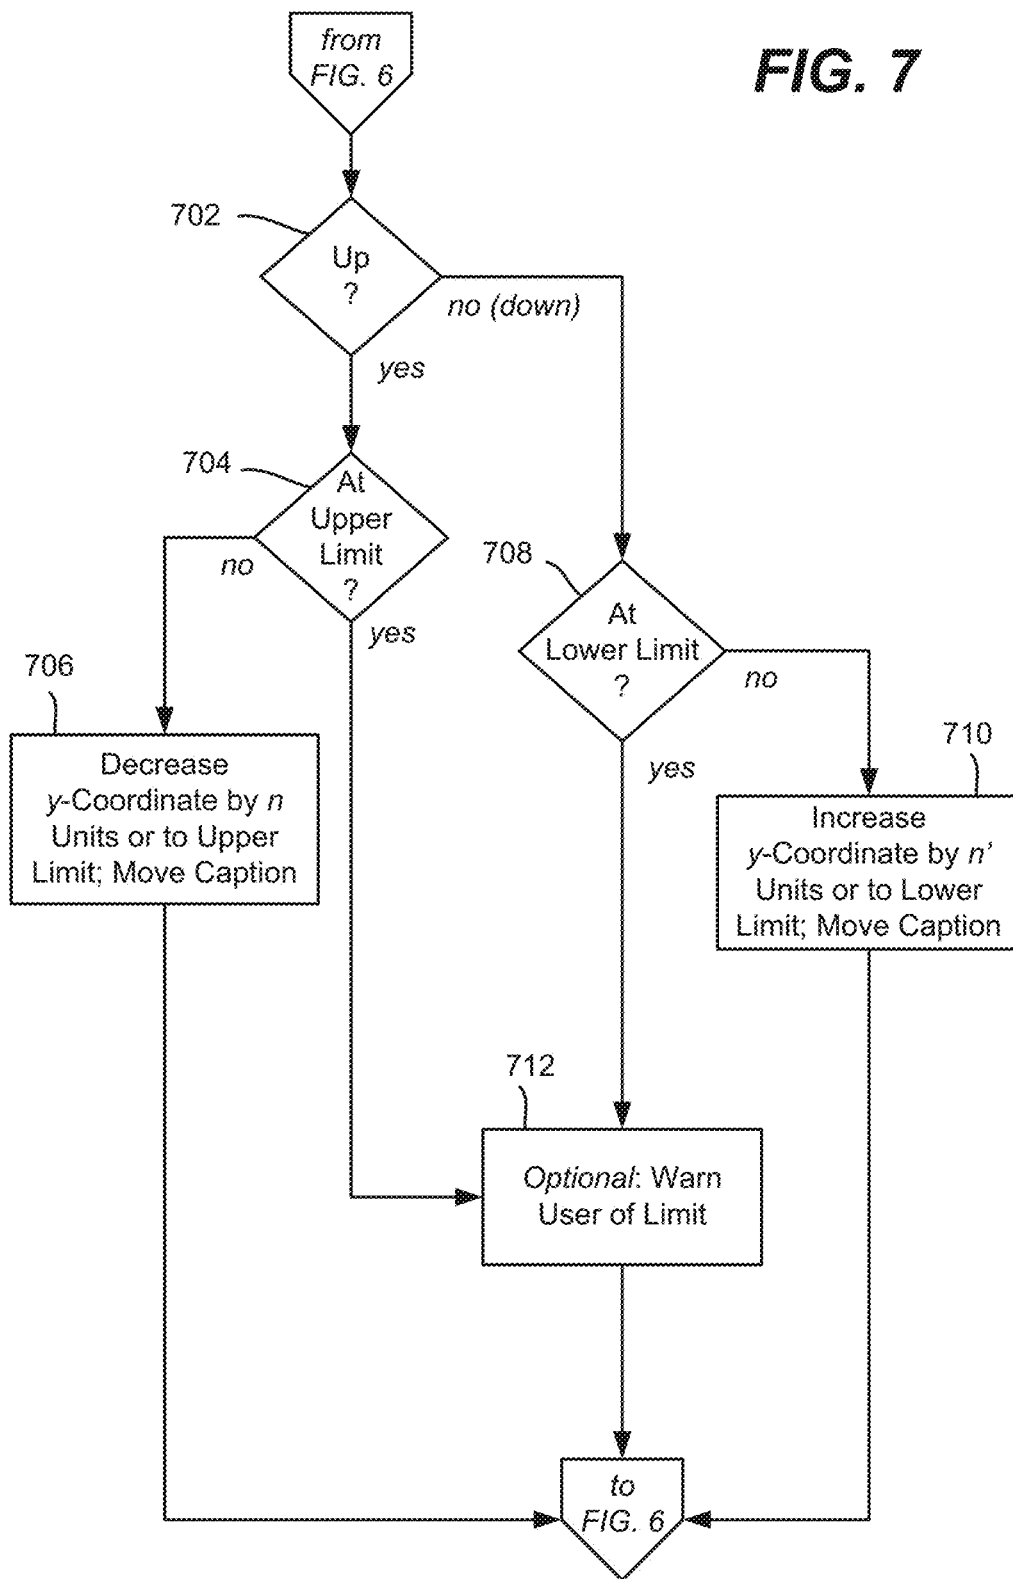 from
FIG. 6
FIG. 7
702
Up
?
no (down)
yes
704
At
Upper
Limit
?
no
yes
708
At
Lower Limit
?
no
yes
706
Decrease
y-Coordinate by n
Units or to Upper
Limit; Move Caption
710
Increase
y-Coordinate by n'
Units or to Lower
Limit; Move Caption
712
Optional: Warn
User of Limit
to
FIG. 6